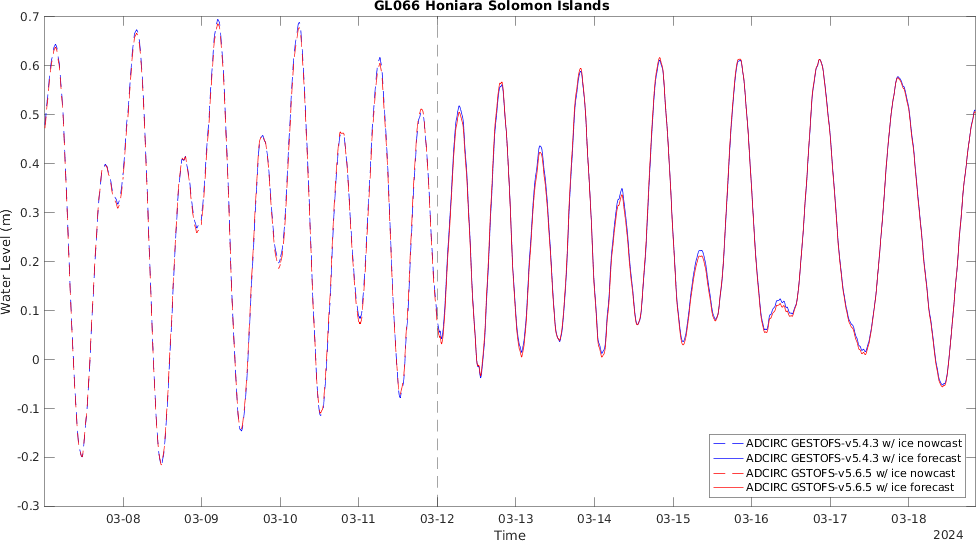 GL066 Honiara Solomon Islands
0.7
0.6
0.5
0.4
0.3
0.2
0.1
0
-0.1
-0.2
-0.3
Water Level (m)
ADCIRC GESTOFS-v5.4.3 w/ ice nowcast
ADCIRC GESTOFS-v5.4.3 w/ ice forecast
ADCIRC GSTOFS-v5.6.5 w/ ice nowcast
ADCIRC GSTOFS-v5.6.5 w/ ice forecast
03-08 03-09 03-10 03-11 03-12 03-13 03-14 03-15 03-16 03-17 03-18
Time
2024